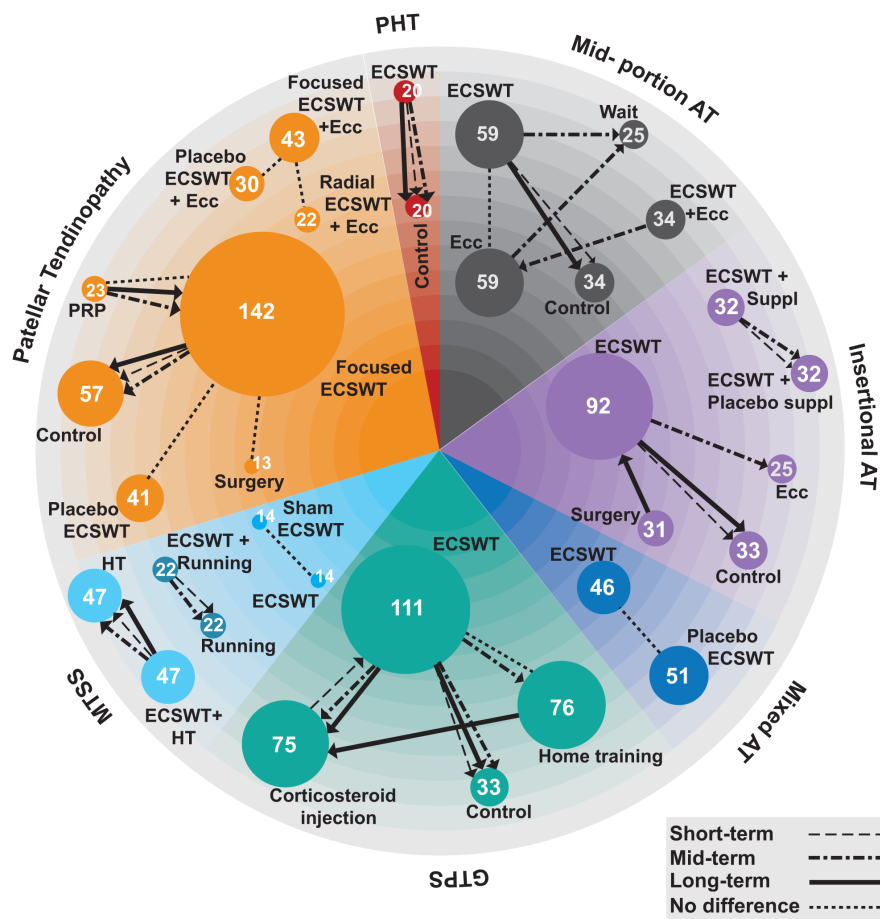 PHT
Mid- portion AT
ECSWT
20
20
Control
ECSWT
59
Wait
25
ECSWT
+Ecc
34
Ecc
59
34
Control
ECSWT +
Suppl
32
ECSWT +
Placebo suppl
32
Insertional AT
ECSWT
92
Ecc
25
Surgery
31
33
Control
ECSWT
46
Placebo
ECSWT
51
Mixed AT
ECSWT
111
76
Home training
75
Corticosteroid
injection
33
Control
GTPS
Sham
ECSWT
14
14
ECSWT
ECSWT +
Running
22
22
Running
HT
47
47
ECSWT+
HT
MTSS
Patellar Tendinopathy
Focused
ECSWT
+Ecc
43
Placebo
ECSWT
+ Ecc
30
Radial
ECSWT
+ Ecc
22
142
Focused
ECSWT
23
PRP
57
Control
13
Surgery
41
Placebo
ECSWT
Short-term
Mid-term
Long-term
No difference